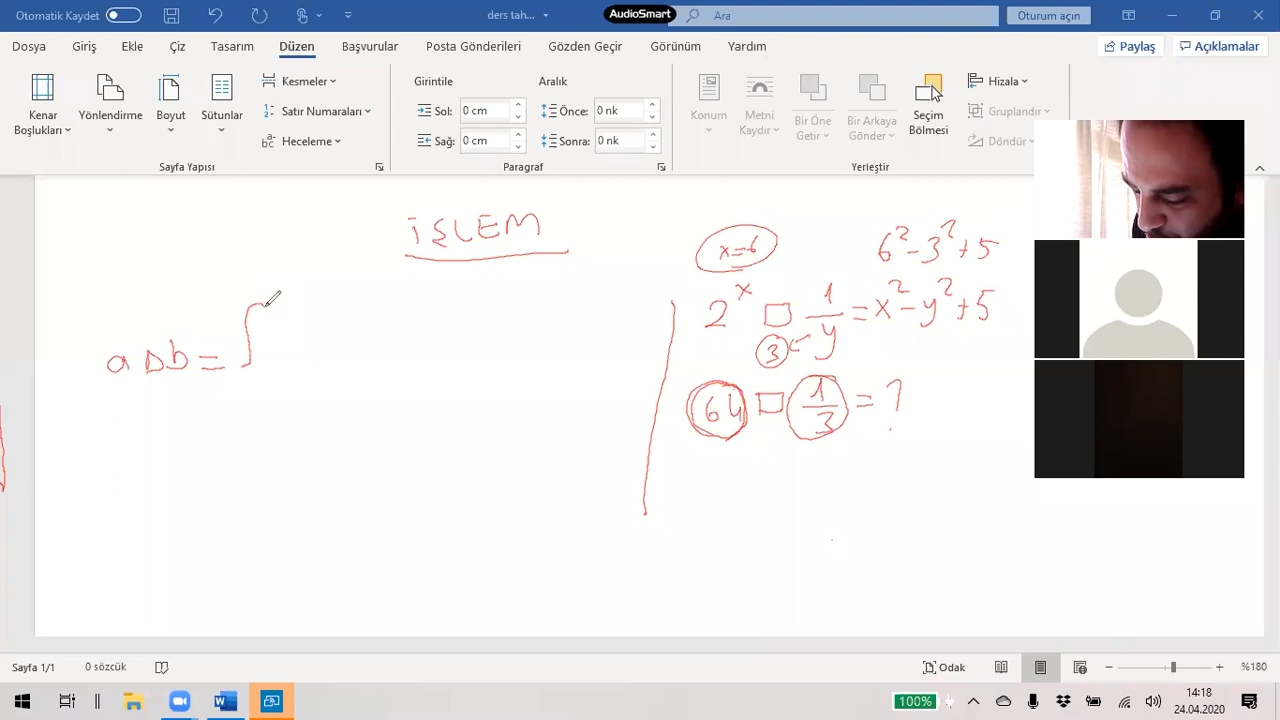 Otomatik Kaydet
ders tah...
AudioSmart
Ara
Oturum açın
Dosya Giriş Ekle Çiz Tasarım Düzen Başvurular Posta Gönderileri Gözden Geçir Görünüm Yardım
Paylaş Açıklamalar
Kenar Boşlukları
Yönlendirme
Boyut
Sütunlar
Kesmeler
Satır Numaraları
Heceleme
Sayfa Yapısı
Girintile
Sol: 0 cm
Sağ: 0 cm
Aralık
Önce: 0 nk
Sonra: 0 nk
Paragraf
Konum
Metni Kaydır
Bir Öne Getir
Bir Arkaya Gönder
Seçim Bölmesi
Hizala
Gruplandır
Döndür
Yerleştir
İŞLEM
a Δ b =
x=6
6² - 3² + 5
2^x □ 1/y = x² - y² + 5
3
64 □ 1/3 = ?
Sayfa 1/1 0 sözcük
Odak
%180
100%
14:18
24.04.2020